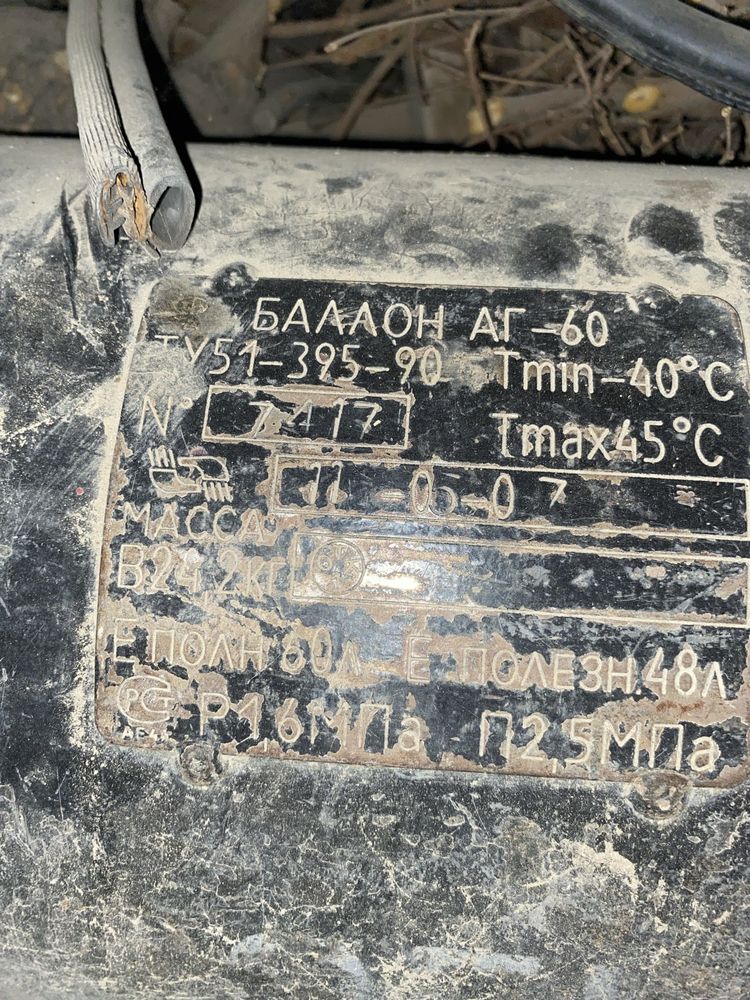 БАЛЛОН АГ-60
ТУ51-395-90 Tmin-40°C
N° 7417 Tmax45°C
11-05-07
МАССА
В24,2кг
Е ПОЛН 60л Е ПОЛЕЗН.48л
РСТ Р1,6МПа П2,5МПа